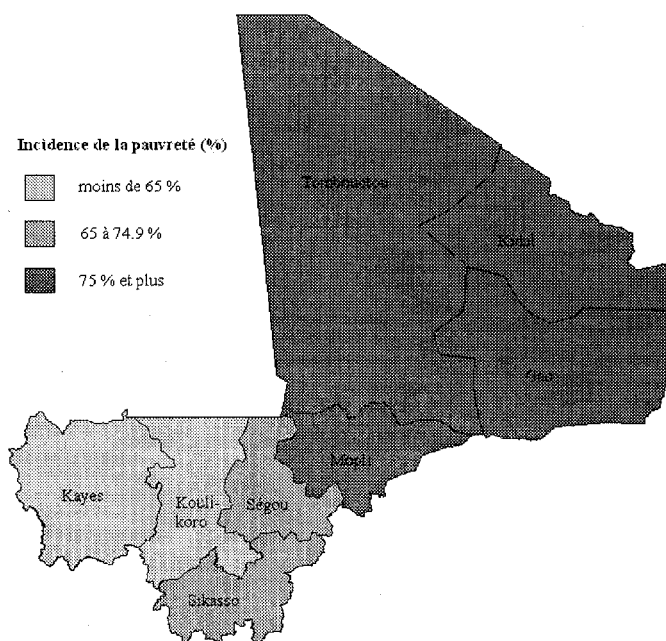 Incidence de la pauvreté (%)
moins de 65 %
65 à 74.9 %
75 % et plus
Tombouctou
Kidal
Gao
Mopti
Kayes
Kouli-
koro
Ségou
Sikasso